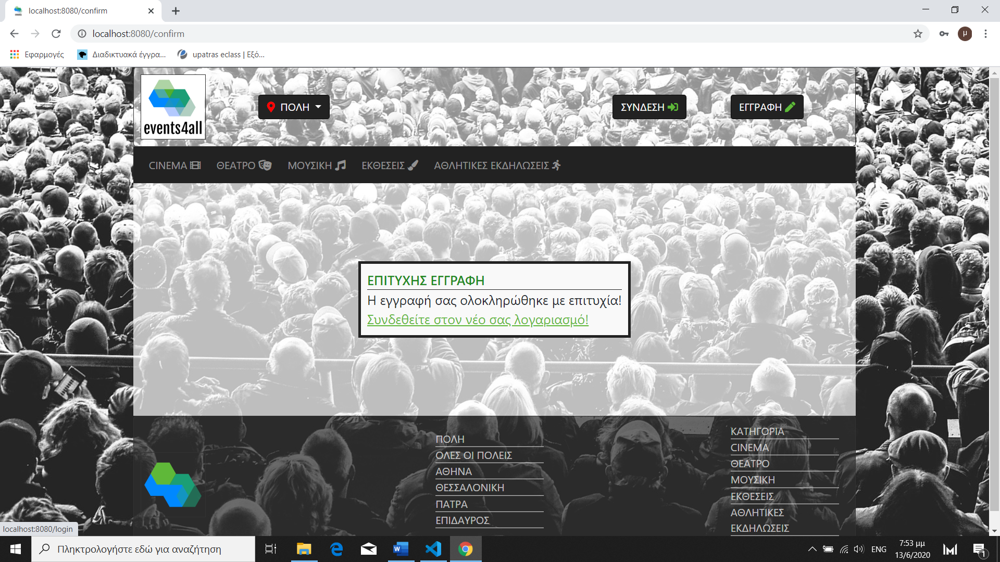 localhost:8080/confirm
localhost:8080/confirm
μ
Εφαρμογές
Διαδικτυακά έγγρα...
upatras eclass | Εξό...
events4all
ΠΟΛΗ
ΣΥΝΔΕΣΗ
ΕΓΓΡΑΦΗ
CINEMA
ΘΕΑΤΡΟ
ΜΟΥΣΙΚΗ
ΕΚΘΕΣΕΙΣ
ΑΘΛΗΤΙΚΕΣ ΕΚΔΗΛΩΣΕΙΣ
ΕΠΙΤΥΧΗΣ ΕΓΓΡΑΦΗ
Η εγγραφή σας ολοκληρώθηκε με επιτυχία!
Συνδεθείτε στον νέο σας λογαριασμό!
ΠΟΛΗ
ΟΛΕΣ ΟΙ ΠΟΛΕΙΣ
ΑΘΗΝΑ
ΘΕΣΣΑΛΟΝΙΚΗ
ΠΑΤΡΑ
ΕΠΙΔΑΥΡΟΣ
ΚΑΤΗΓΟΡΙΑ
CINEMA
ΘΕΑΤΡΟ
ΜΟΥΣΙΚΗ
ΕΚΘΕΣΕΙΣ
ΑΘΛΗΤΙΚΕΣ
ΕΚΔΗΛΩΣΕΙΣ
localhost:8080/login
Πληκτρολογήστε εδώ για αναζήτηση
ENG
7:53 μμ
13/6/2020
1